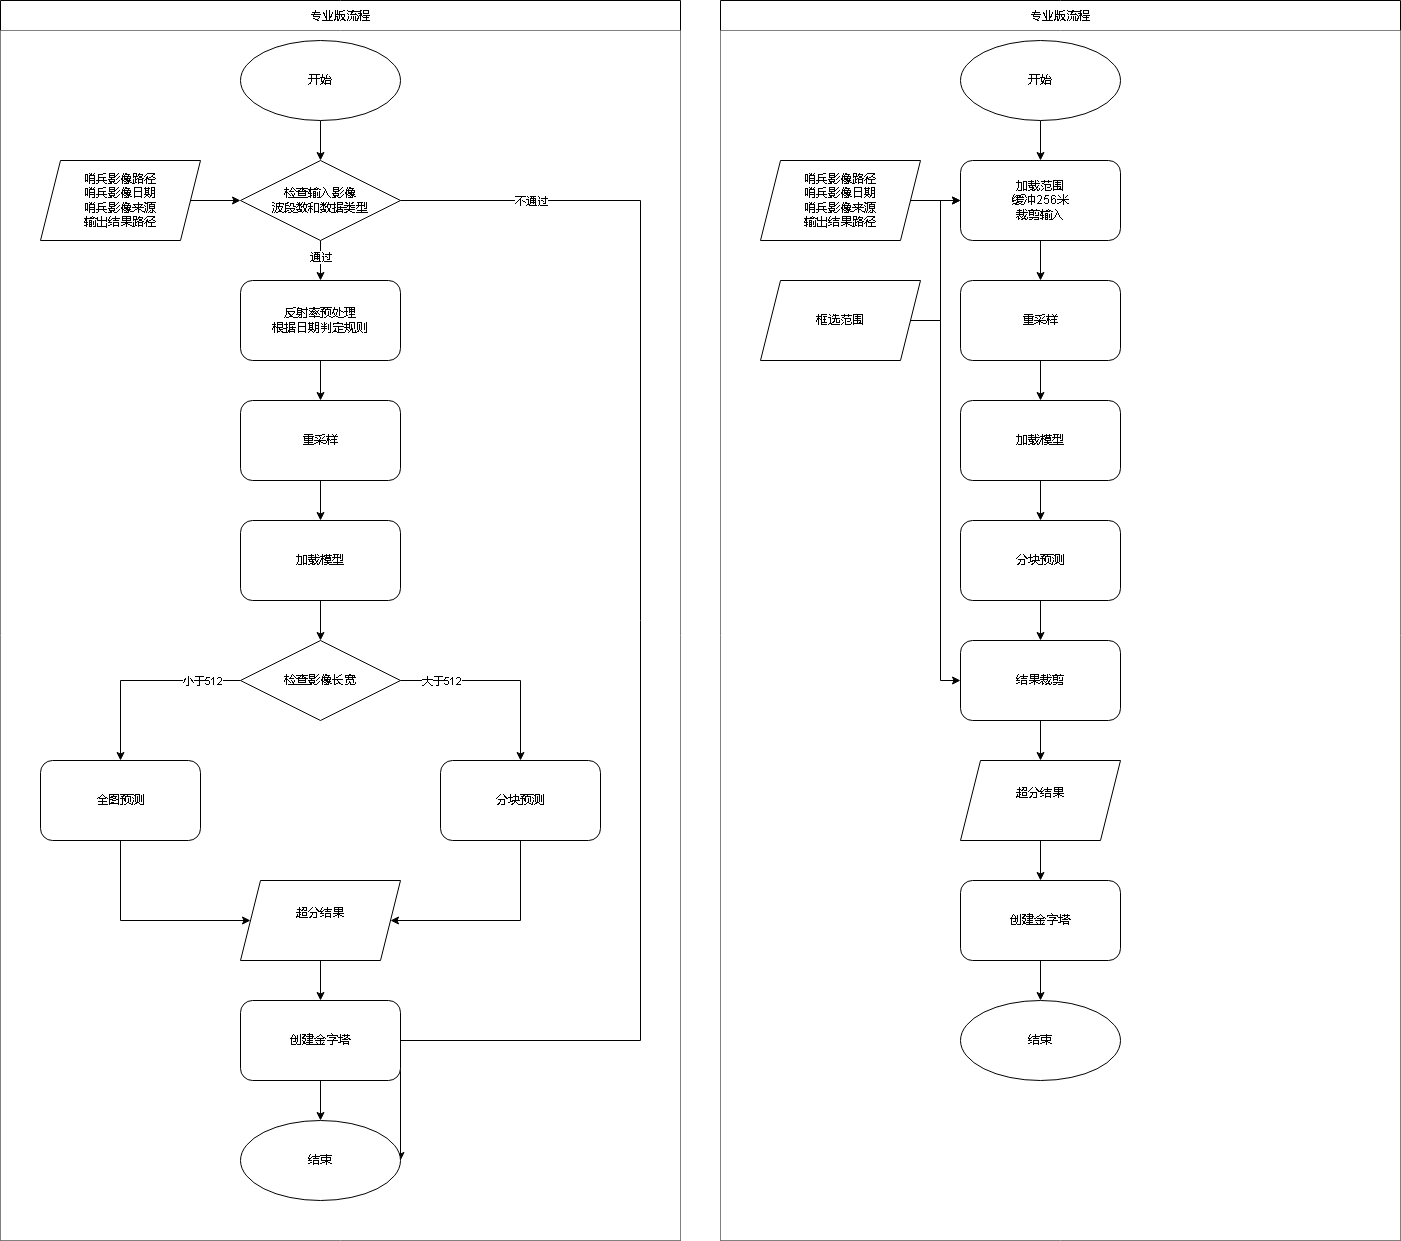 专业版流程
开始
哨兵影像路径
哨兵影像日期
哨兵影像来源
输出结果路径
检查输入影像
波段数和数据类型
不通过
通过
反射率预处理
根据日期判定规则
重采样
加载模型
检查影像长宽
小于512
大于512
全图预测
分块预测
超分结果
创建金字塔
结束
专业版流程
开始
哨兵影像路径
哨兵影像日期
哨兵影像来源
输出结果路径
加载范围
缓冲256米
裁剪输入
框选范围
重采样
加载模型
分块预测
结果裁剪
超分结果
创建金字塔
结束